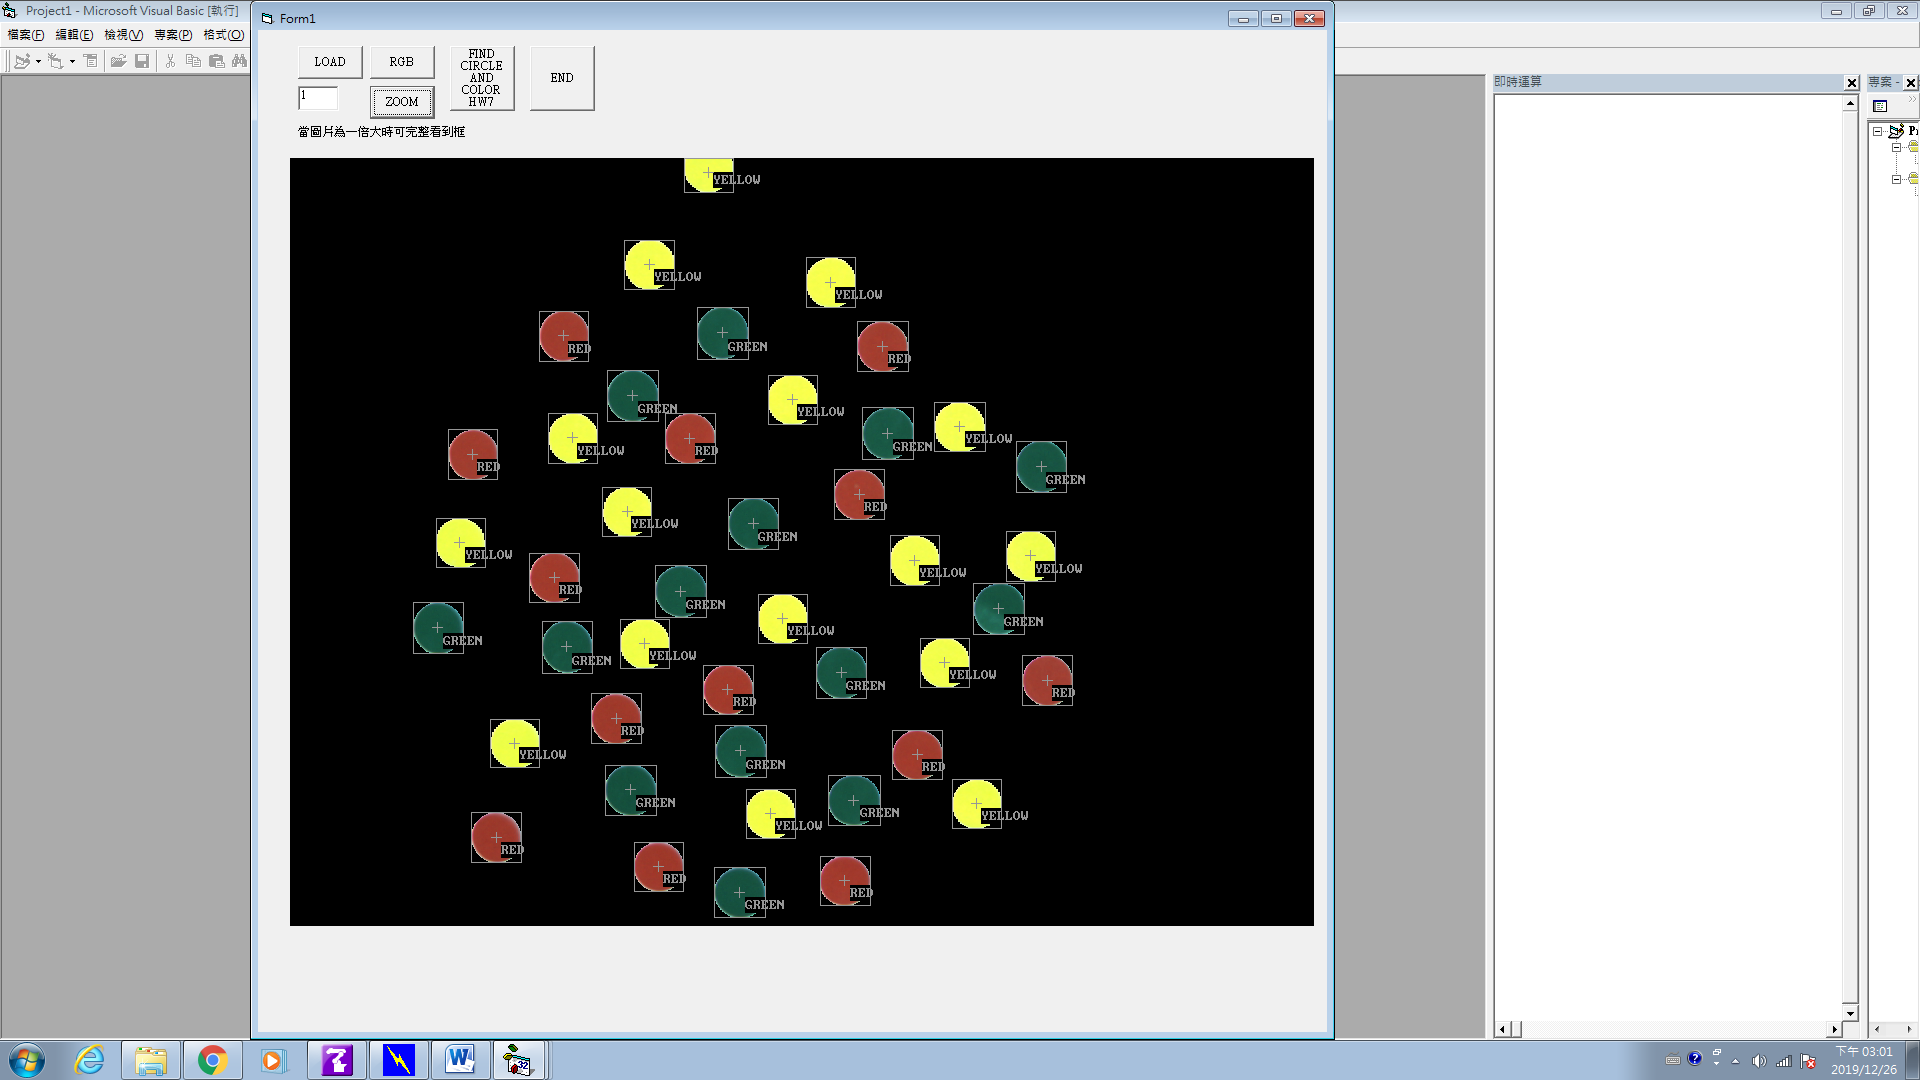 Project1 - Microsoft Visual Basic [執行]
Form1
檔案(F) 編輯(E) 檢視(V) 專案(P) 格式(O)
LOAD
RGB
FIND
CIRCLE
AND
COLOR
HW7
END
1
ZOOM
當圖片為一倍大時可完整看到框
即時運算
專案 -
YELLOW
YELLOW
YELLOW
RED
GREEN
RED
GREEN
YELLOW
YELLOW
RED
GREEN
YELLOW
RED
YELLOW
GREEN
RED
YELLOW
GREEN
YELLOW
RED
GREEN
YELLOW
YELLOW
GREEN
GREEN
YELLOW
GREEN
YELLOW
GREEN
YELLOW
RED
GREEN
YELLOW
RED
RED
YELLOW
GREEN
RED
GREEN
YELLOW
GREEN
YELLOW
RED
RED
GREEN
RED
32
下午 03:01
2019/12/26